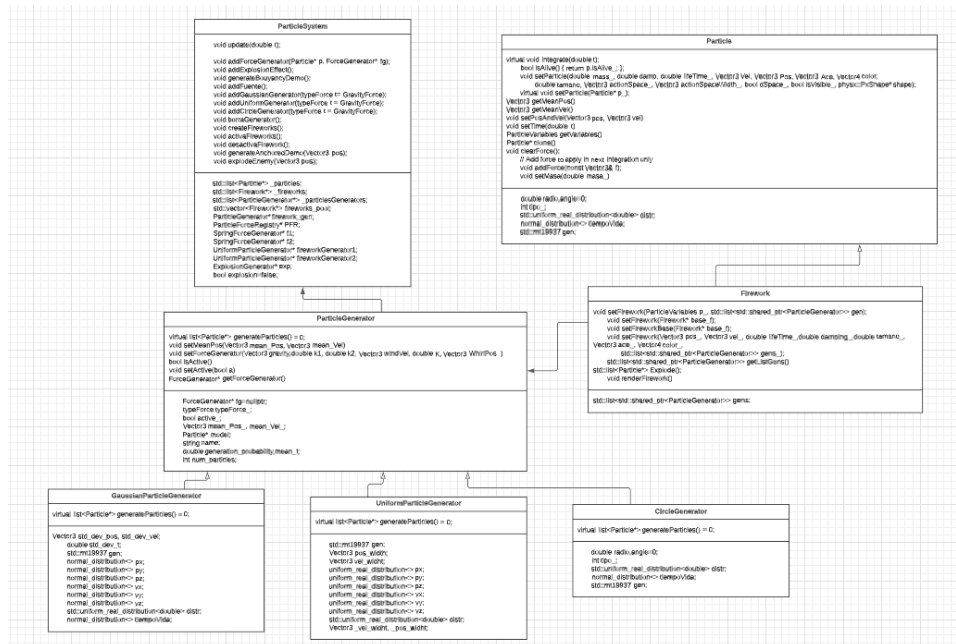 ParticleSystem
void update(double t);
void addForceGenerator(Particle* p, ForceGenerator* fg);
void addExplosionEffect();
void generateBouyancyDemo();
void addFuente();
void addGaussianGenerator(typeForce t= GravityForce);
void addUniformGenerator(typeForce t = GravityForce);
void addCircleGenerator(typeForce t = GravityForce);
void borraGenerator();
void createFireworks();
void activaFireworks();
void desactivaFirework();
void generateAnchoredDemo(Vector3 pos);
void explodeEnemy(Vector3 pos);
std::list<Particle*> _particles;
std::list<Firework*> _fireworks;
std::list<ParticleGenerator*> _particlesGenerators;
std::vector<Firework*> fireworks_pool;
ParticleGenerator* firework_gen;
ParticleForceRegistry* PFR;
SpringForceGenerator* f1;
SpringForceGenerator* f2;
UniformParticleGenerator* fireworkGenerator1;
UniformParticleGenerator* fireworkGenerator2;
ExplosionGenerator* exp;
bool explosion=false;
Particle
virtual void integrate(double t);
bool isAlive() { return p.isAlive_; };
void setParticle(double mass_, double damp, double lifeTime_, Vector3 Vel, Vector3 Pos, Vector3 Ace, Vector4 color,
double tamano, Vector3 actionSpace_, Vector3 actionSpaceWidth_, bool dSpace_, bool isVisible_, physx::PxShape* shape);
virtual void setParticle(Particle* p_);
Vector3 getMeanPos()
Vector3 getMeanVel()
void setPosAndVel(Vector3 pos, Vector3 vel)
void setTime(double t)
ParticleVariables getVariables()
Particle* clone()
void clearForce();
// Add force to apply in next integration only
void addForce(const Vector3& f);
void setMasa(double masa_)
double radio,angle=0;
int tipo_;
std::uniform_real_distribution<double> distr;
normal_distribution<> tiempoVida;
std::mt19937 gen;
ParticleGenerator
virtual list<Particle*> generateParticles() = 0;
void setMeanPos(Vector3 mean_Pos, Vector3 mean_Vel)
void setForceGenerator(Vector3 gravity,double k1, double k2, Vector3 windVel, double K, Vector3 WhirlPos )
bool isActive()
void setActive(bool a)
ForceGenerator* getForceGenerator()
ForceGenerator* fg=nullptr;
typeForce typeForce_;
bool active_;
Vector3 mean_Pos_, mean_Vel_;
Particle* model;
string name;
double generation_probability,mean_t;
int num_particles;
Firework
void setFirework(ParticleVariables p_, std::list<std::shared_ptr<ParticleGenerator>> gen);
void setFirework(Firework* base_f);
void setFireworkBase(Firework* base_f);
void setFirework(Vector3 pos_, Vector3 vel_, double lifeTime_,double damping_,double tamano_,
Vector3 ace_, Vector4 color_,
std::list<std::shared_ptr<ParticleGenerator>> gens_);
std::list<std::shared_ptr<ParticleGenerator>> getListGens()
std::list<Particle*> Explode();
void renderFirework()
std::list<std::shared_ptr<ParticleGenerator>> gens;
GaussianParticleGenerator
virtual list<Particle*> generateParticles() = 0;
Vector3 std_dev_pos, std_dev_vel;
double std_dev_t;
std::mt19937 gen;
normal_distribution<> px;
normal_distribution<> py;
normal_distribution<> pz;
normal_distribution<> vx;
normal_distribution<> vy;
normal_distribution<> vz;
std::uniform_real_distribution<double> distr;
normal_distribution<> tiempoVida;
UniformParticleGenerator
virtual list<Particle*> generateParticles() = 0;
std::mt19937 gen;
Vector3 pos_width;
Vector3 vel_widht;
uniform_real_distribution<> px;
uniform_real_distribution<> py;
uniform_real_distribution<> pz;
uniform_real_distribution<> vx;
uniform_real_distribution<> vy;
uniform_real_distribution<> vz;
std::uniform_real_distribution<double> distr;
Vector3 _vel_widht, _pos_widht;
CircleGenerator
virtual list<Particle*> generateParticles() = 0;
double radio,angle=0;
int tipo_;
std::uniform_real_distribution<double> distr;
normal_distribution<> tiempoVida;
std::mt19937 gen;